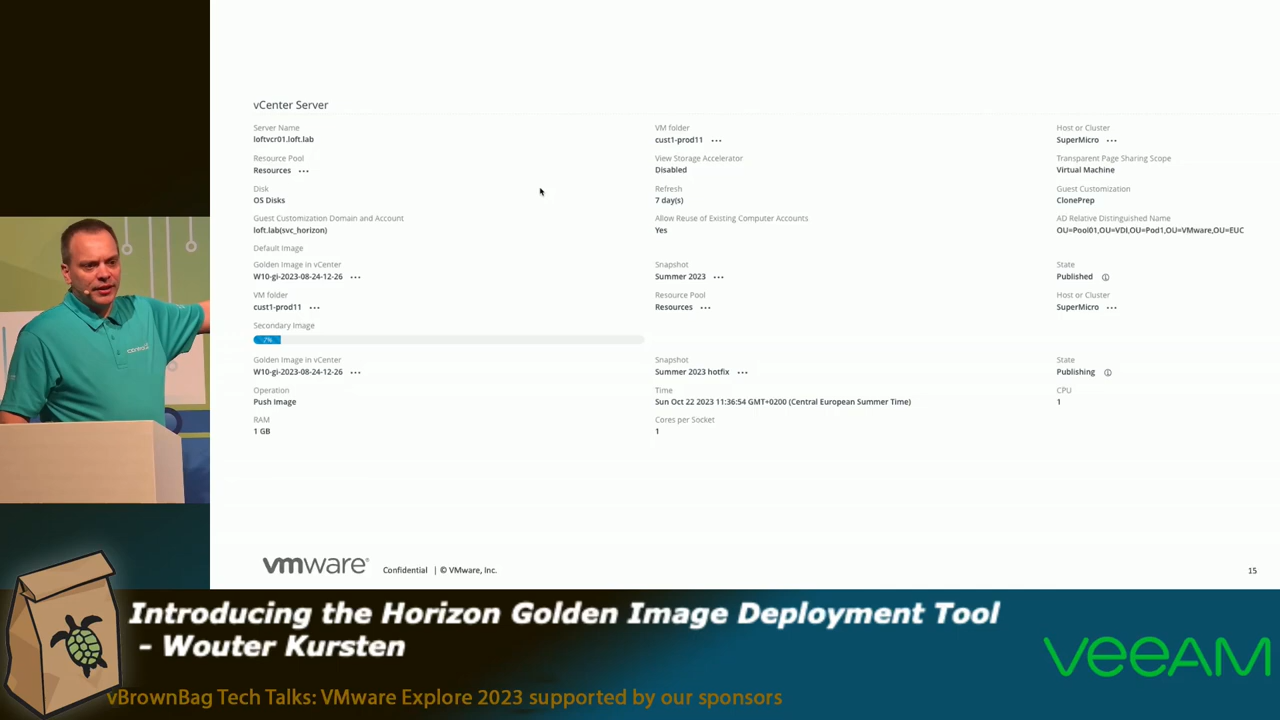 vCenter Server
Server Name
loftvcr01.loft.lab
VM folder
cust1-prod11 ...
Host or Cluster
SuperMicro ...
Resource Pool
Resources ...
View Storage Accelerator
Disabled
Transparent Page Sharing Scope
Virtual Machine
Disk
OS Disks
Refresh
7 day(s)
Guest Customization
ClonePrep
Guest Customization Domain and Account
loft.lab(svc_horizon)
Allow Reuse of Existing Computer Accounts
Yes
AD Relative Distinguished Name
OU=Pool01,OU=VDI,OU=Pod1,OU=VMware,OU=EUC
Default Image
Golden Image in vCenter
W10-gi-2023-08-24-12-26 ...
Snapshot
Summer 2023 ...
State
Published
VM folder
cust1-prod11 ...
Resource Pool
Resources ...
Host or Cluster
SuperMicro ...
Secondary Image
7%
Golden Image in vCenter
W10-gi-2023-08-24-12-26 ...
Snapshot
Summer 2023 hotfix ...
State
Publishing
Operation
Push Image
Time
Sun Oct 22 2023 11:36:54 GMT+0200 (Central European Summer Time)
CPU
1
RAM
1 GB
Cores per Socket
1
vmware® Confidential | © VMware, Inc. 15
Introducing the Horizon Golden Image Deployment Tool
- Wouter Kursten
veeAM
vBrownBag Tech Talks: VMware Explore 2023 supported by our sponsors